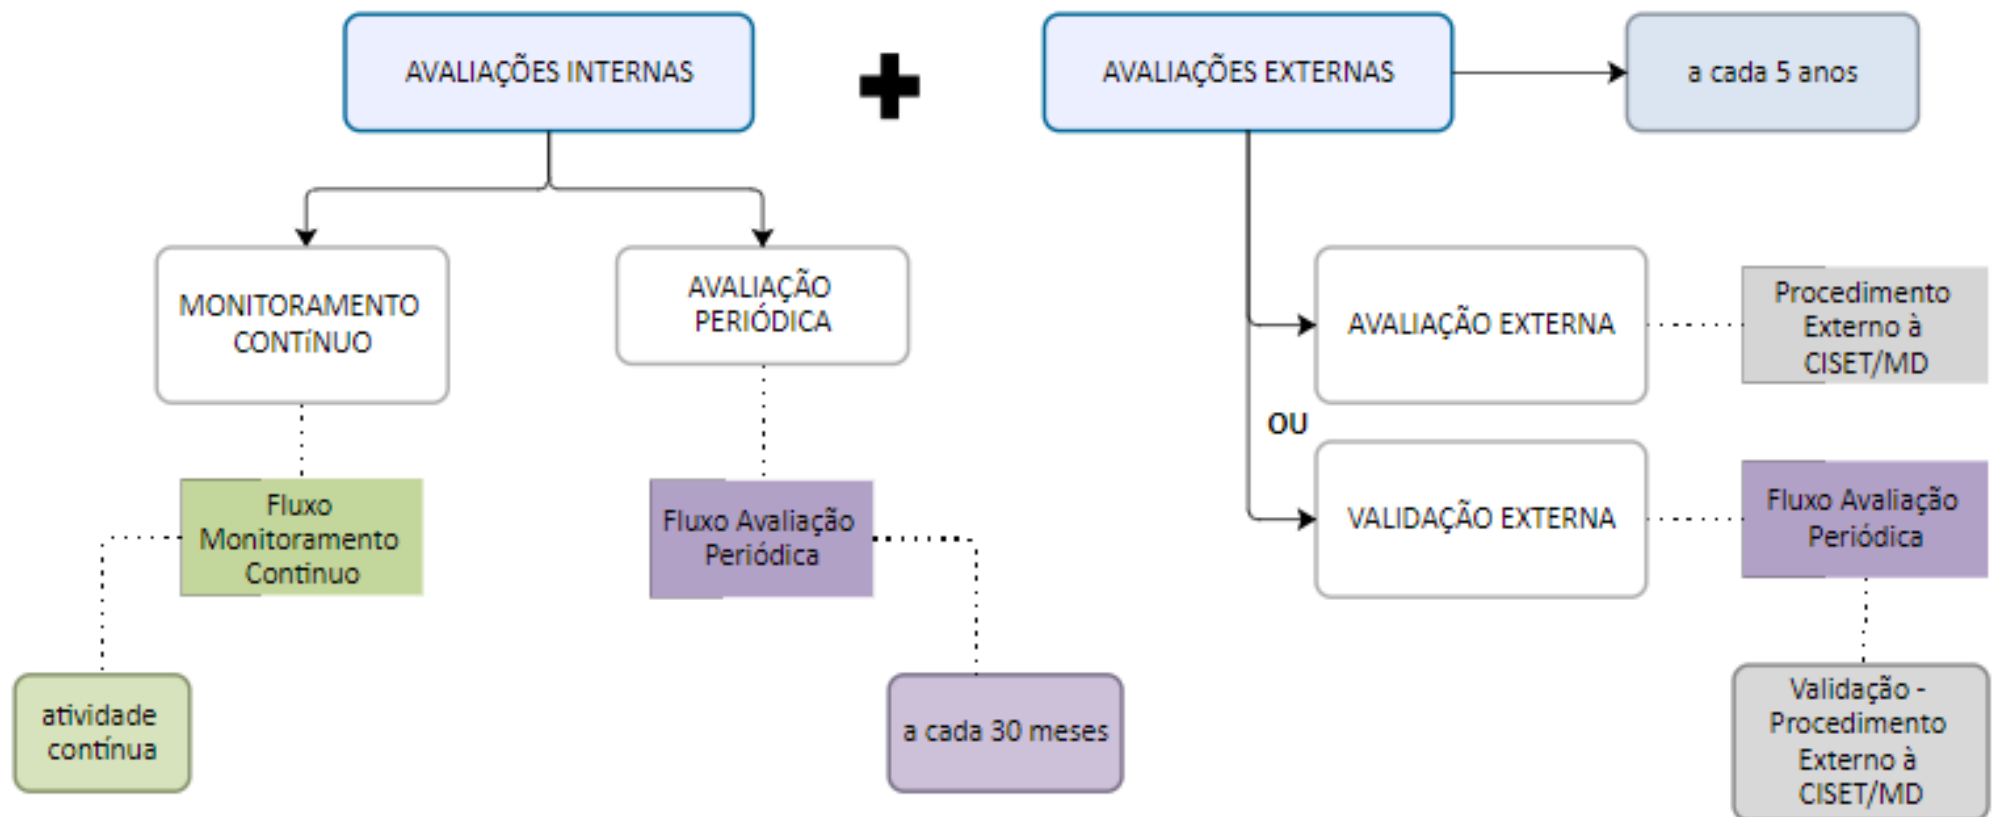 AVALIAÇÕES INTERNAS
AVALIAÇÕES EXTERNAS
a cada 5 anos
MONITORAMENTO
CONTíNUO
AVALIAÇÃO
PERIÓDICA
AVALIAÇÃO EXTERNA
Procedimento
Externo à
CISET/MD
OU
VALIDAÇÃO EXTERNA
Fluxo Avaliação
Periódica
Fluxo
Monitoramento
Continuo
Fluxo Avaliação
Periódica
atividade
contínua
a cada 30 meses
Validação -
Procedimento
Externo à
CISET/MD